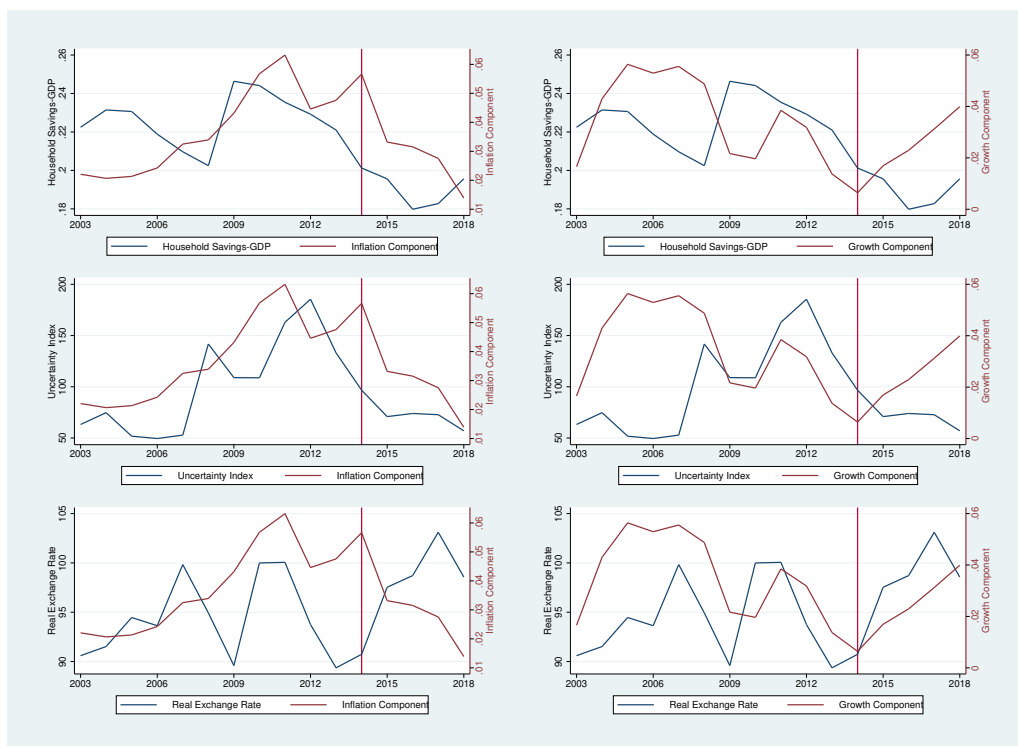 Household Savings-GDP
.18 .2 .22 .24 .26
.01 .02 .03 .04 .05 .06
Inflation Component
2003 2006 2009 2012 2015 2018
Household Savings-GDP Inflation Component
Household Savings-GDP
.18 .2 .22 .24 .26
0 .02 .04 .06
Growth Component
2003 2006 2009 2012 2015 2018
Household Savings-GDP Growth Component
Uncertainty Index
50 100 150 200
.01 .02 .03 .04 .05 .06
Inflation Component
2003 2006 2009 2012 2015 2018
Uncertainty Index Inflation Component
Uncertainty Index
50 100 150 200
0 .02 .04 .06
Growth Component
2003 2006 2009 2012 2015 2018
Uncertainty Index Growth Component
Real Exchange Rate
90 95 100 105
.01 .02 .03 .04 .05 .06
Inflation Component
2003 2006 2009 2012 2015 2018
Real Exchange Rate Inflation Component
Real Exchange Rate
90 95 100 105
0 .02 .04 .06
Growth Component
2003 2006 2009 2012 2015 2018
Real Exchange Rate Growth Component